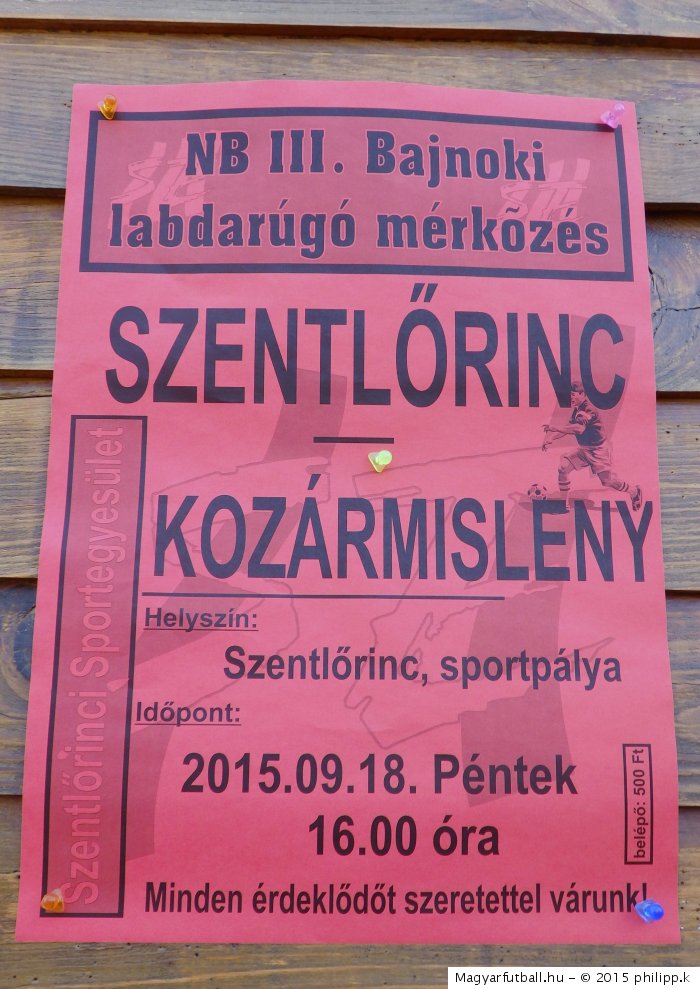 NB III. Bajnoki
labdarúgó mérkõzés
SZENTLŐRINC
–
KOZÁRMISLENY
Szentlőrinci Sportegyesület
Helyszín:
Szentlőrinc, sportpálya
Időpont:
2015.09.18. Péntek
16.00 óra
belépő: 500 Ft
Minden érdeklődőt szeretettel várunk!
Magyarfutball.hu – © 2015 philipp.k